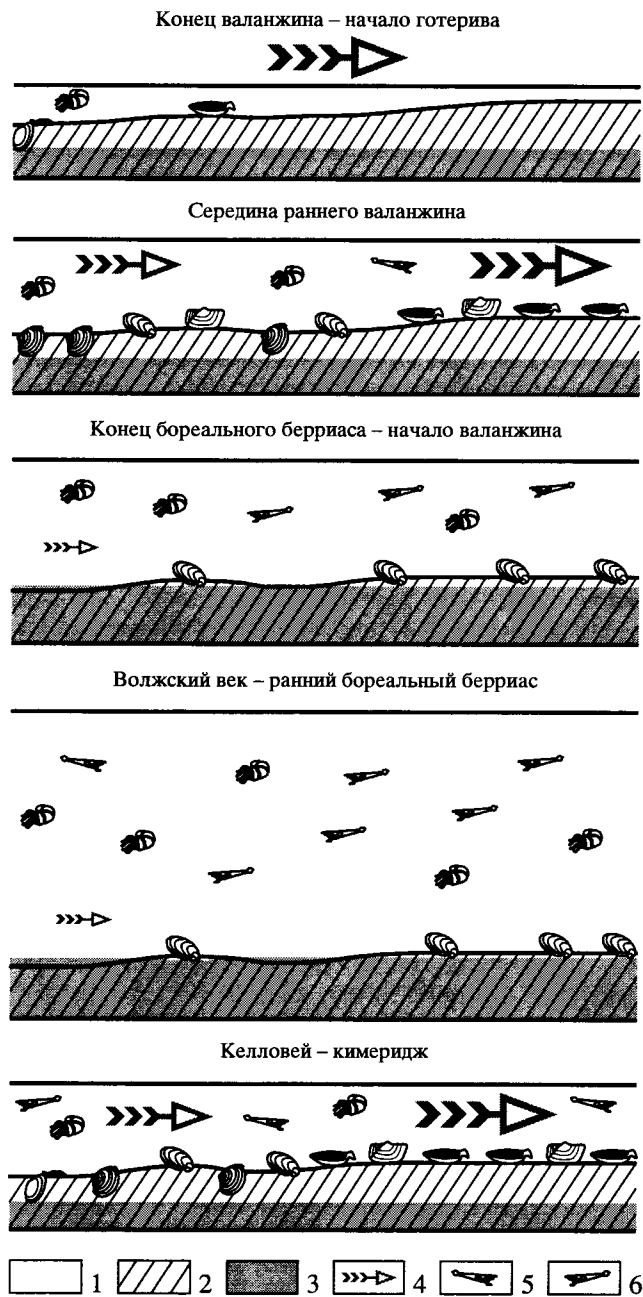 Конец валанжина – начало готерива
Середина раннего валанжина
Конец бореального берриаса – начало валанжина
Волжский век – ранний бореальный берриас
Келловей – кимеридж
1 2 3 4 5 6